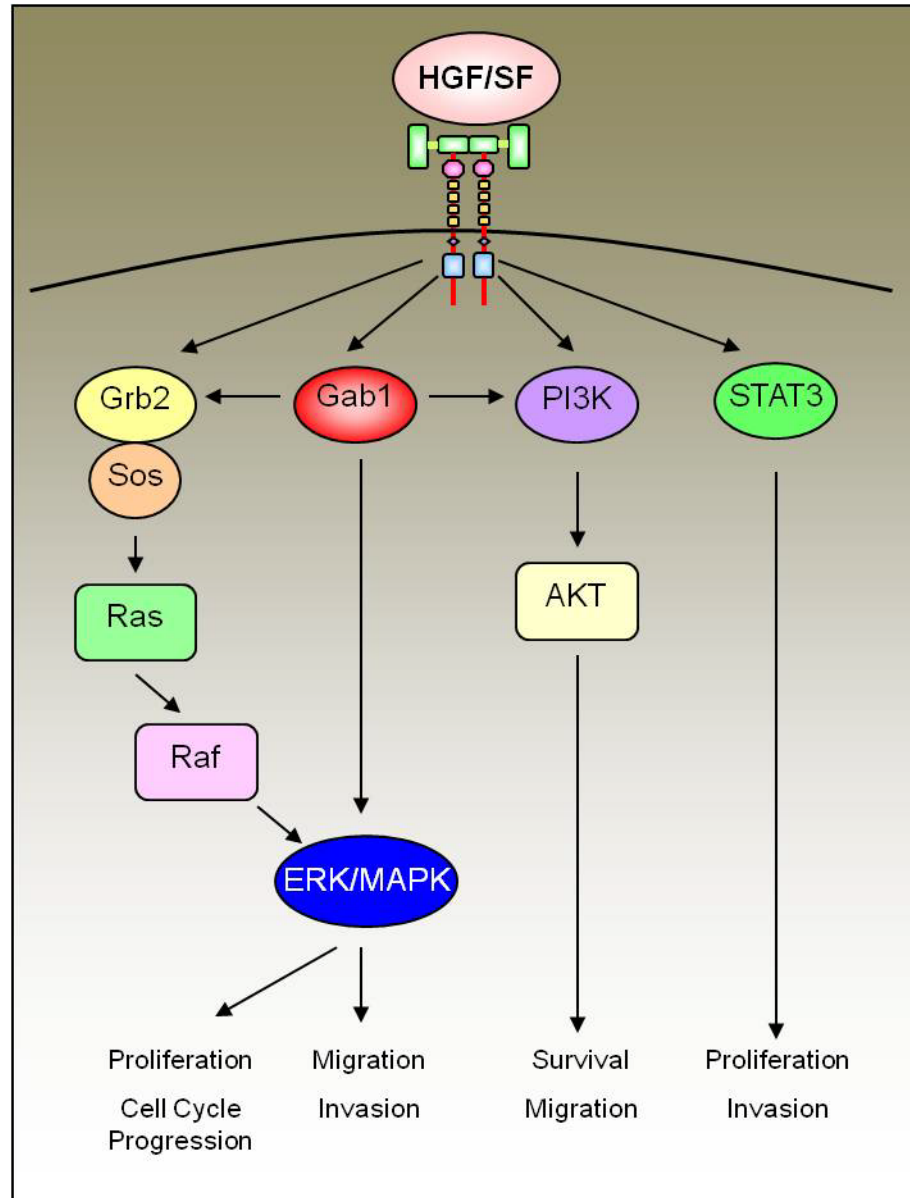 HGF/SF
Grb2
Gab1
PI3K
STAT3
Sos
Ras
AKT
Raf
ERK/MAPK
Proliferation
Cell Cycle
Progression
Migration
Invasion
Survival
Migration
Proliferation
Invasion